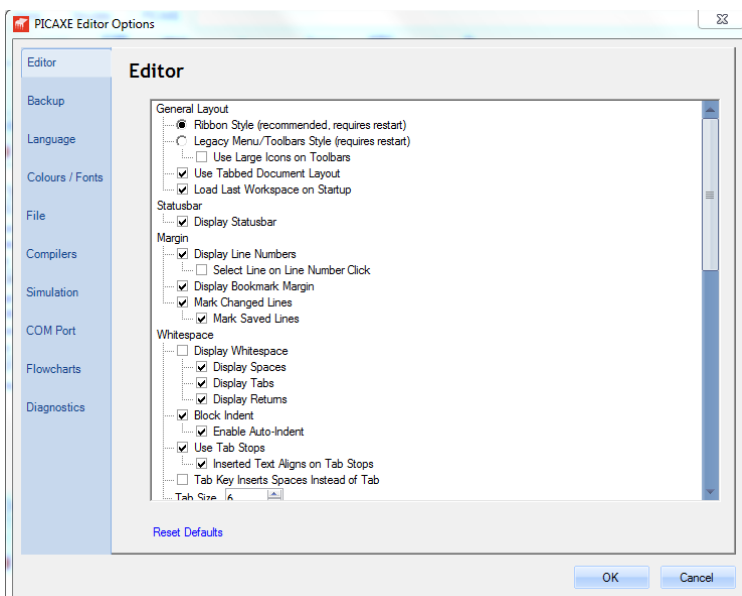 PICAXE Editor Options
Editor
Backup
Language
Colours / Fonts
File
Compilers
Simulation
COM Port
Flowcharts
Diagnostics
Editor
General Layout
Ribbon Style (recommended, requires restart)
Legacy Menu/Toolbars Style (requires restart)
Use Large Icons on Toolbars
Use Tabbed Document Layout
Load Last Workspace on Startup
Statusbar
Display Statusbar
Margin
Display Line Numbers
Select Line on Line Number Click
Display Bookmark Margin
Mark Changed Lines
Mark Saved Lines
Whitespace
Display Whitespace
Display Spaces
Display Tabs
Display Returns
Block Indent
Enable Auto-Indent
Use Tab Stops
Inserted Text Aligns on Tab Stops
Tab Key Inserts Spaces Instead of Tab
Tab Size 6
Reset Defaults
OK Cancel